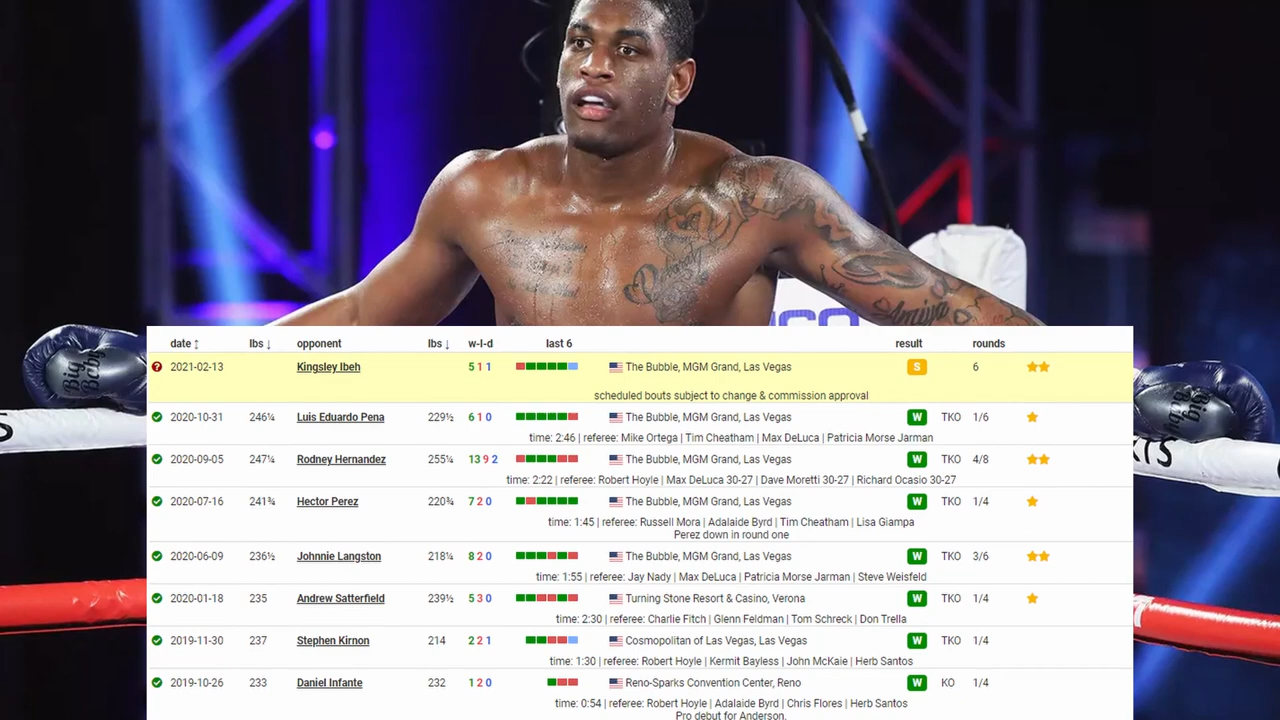 Amiya
Big
Baby
Big
Baby
date lbs opponent lbs w-l-d last 6 result rounds
2021-02-13 Kingsley Ibeh 5 1 1 The Bubble, MGM Grand, Las Vegas S 6
scheduled bouts subject to change & commission approval
2020-10-31 246¼ Luis Eduardo Pena 229½ 6 1 0 The Bubble, MGM Grand, Las Vegas W TKO 1/6
time: 2:46 | referee: Mike Ortega | Tim Cheatham | Max DeLuca | Patricia Morse Jarman
2020-09-05 247¼ Rodney Hernandez 255¼ 13 9 2 The Bubble, MGM Grand, Las Vegas W TKO 4/8
time: 2:22 | referee: Robert Hoyle | Max DeLuca 30-27 | Dave Moretti 30-27 | Richard Ocasio 30-27
2020-07-16 241¾ Hector Perez 220¾ 7 2 0 The Bubble, MGM Grand, Las Vegas W TKO 1/4
time: 1:45 | referee: Russell Mora | Adalaide Byrd | Tim Cheatham | Lisa Giampa
Perez down in round one
2020-06-09 236½ Johnnie Langston 218¼ 8 2 0 The Bubble, MGM Grand, Las Vegas W TKO 3/6
time: 1:55 | referee: Jay Nady | Max DeLuca | Patricia Morse Jarman | Steve Weisfeld
2020-01-18 235 Andrew Satterfield 239½ 5 3 0 Turning Stone Resort & Casino, Verona W TKO 1/4
time: 2:30 | referee: Charlie Fitch | Glenn Feldman | Tom Schreck | Don Trella
2019-11-30 237 Stephen Kirnon 214 2 2 1 Cosmopolitan of Las Vegas, Las Vegas W TKO 1/4
time: 1:30 | referee: Robert Hoyle | Kermit Bayless | John McKaie | Herb Santos
2019-10-26 233 Daniel Infante 232 1 2 0 Reno-Sparks Convention Center, Reno W KO 1/4
time: 0:54 | referee: Robert Hoyle | Adalaide Byrd | Chris Flores | Herb Santos
Pro debut for Anderson.